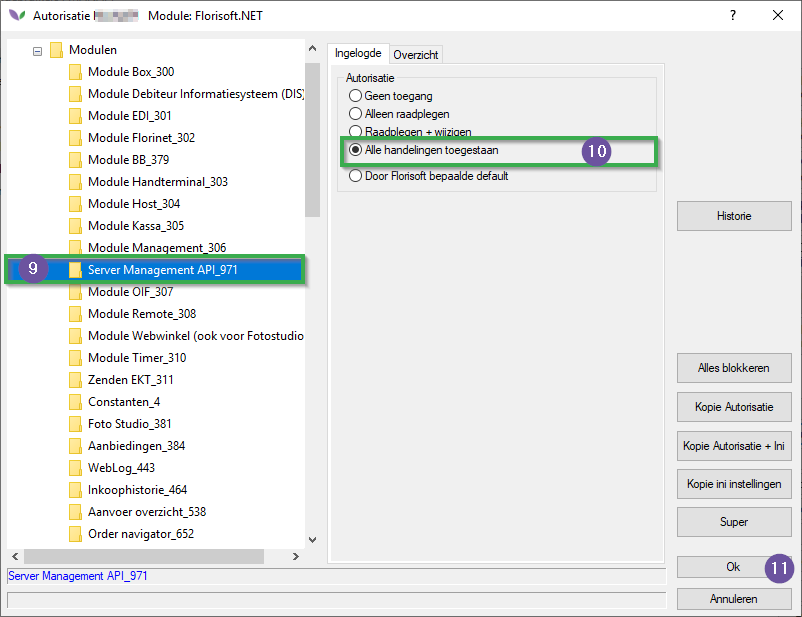 Autorisatie Module: Florisoft.NET
?
Modulen
Module Box_300
Module Debiteur Informatiesysteem (DIS)
Module EDI_301
Module Florinet_302
Module BB_379
Module Handterminal_303
Module Host_304
Module Kassa_305
Module Management_306
9
Server Management API_971
Module OIF_307
Module Remote_308
Module Webwinkel (ook voor Fotostudio
Module Timer_310
Zenden EKT_311
Constanten_4
Foto Studio_381
Aanbiedingen_384
WebLog_443
Inkoophistorie_464
Aanvoer overzicht_538
Order navigator_652
Server Management API_971
Ingelogde
Overzicht
Autorisatie
Geen toegang
Alleen raadplegen
Raadplegen + wijzigen
Alle handelingen toegestaan
10
Door Florisoft bepaalde default
Historie
Alles blokkeren
Kopie Autorisatie
Kopie Autorisatie + Ini
Kopie ini instellingen
Super
Ok
11
Annuleren